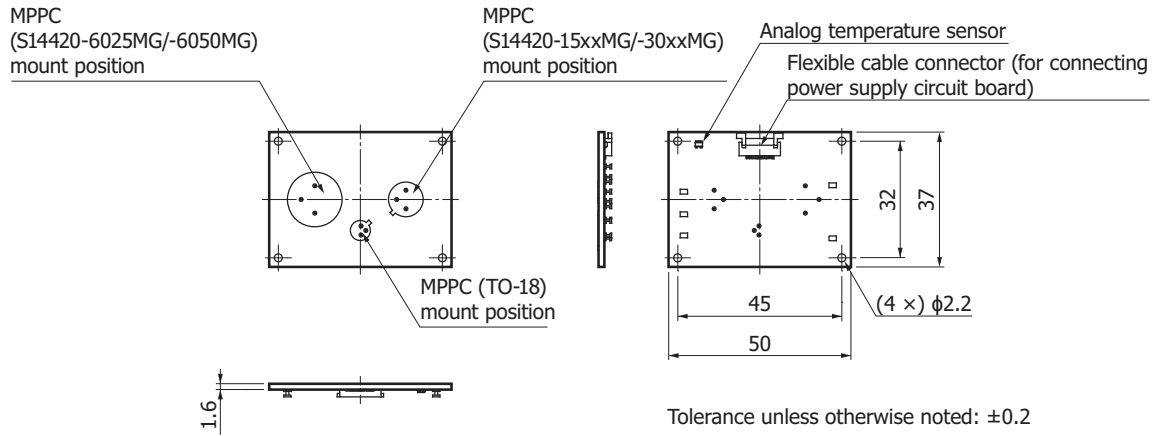 MPPC
(S14420-6025MG/-6050MG)
mount position
MPPC
(S14420-15xxMG/-30xxMG)
mount position
Analog temperature sensor
Flexible cable connector (for connecting
power supply circuit board)
32
37
MPPC (TO-18)
mount position
45
(4 ×) ϕ2.2
50
1.6
Tolerance unless otherwise noted: ±0.2